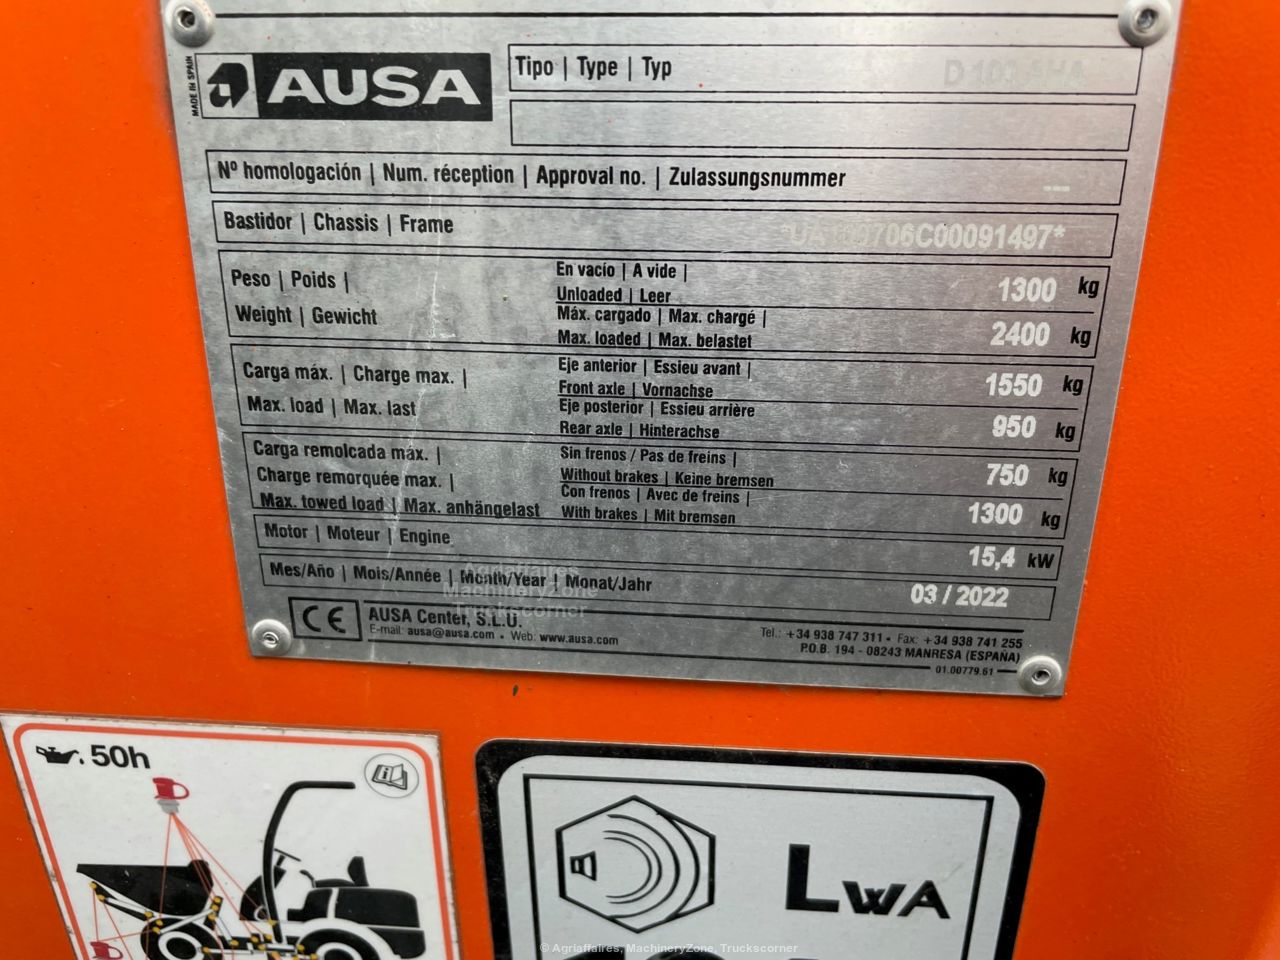 MADE IN SPAIN
AUSA
Tipo | Type | Typ
Nº homologación | Num. réception | Approval no. | Zulassungsnummer --
Bastidor | Chassis | Frame
Peso | Poids |
Weight | Gewicht
En vacío | A vide |
Unloaded | Leer 1300 kg
Máx. cargado | Max. chargé |
Max. loaded | Max. belastet 2400 kg
Carga máx. | Charge max. |
Max. load | Max. last
Eje anterior | Essieu avant |
Front axle | Vornachse 1550 kg
Eje posterior | Essieu arrière
Rear axle | Hinterachse 950 kg
Carga remolcada máx. |
Charge remorquée max. |
Max. towed load | Max. anhängelast
Sin frenos / Pas de freins |
Without brakes | Keine bremsen 750 kg
Con frenos | Avec de freins |
With brakes | Mit bremsen 1300 kg
Motor | Moteur | Engine 15,4 kW
Mes/Año | Mois/Année | Month/Year | Monat/Jahr 03 / 2022
Agriaffaires
MachineryZone
Truckscorner
CE
AUSA Center, S.L.U.
E-mail: ausa@ausa.com • Web: www.ausa.com
Tel.: +34 938 747 311 • Fax: +34 938 741 255
P.O.B. 194 - 08243 MANRESA (ESPAÑA)
01.00779.61
50h
LWA
© Agriaffaires, MachineryZone, Truckscorner